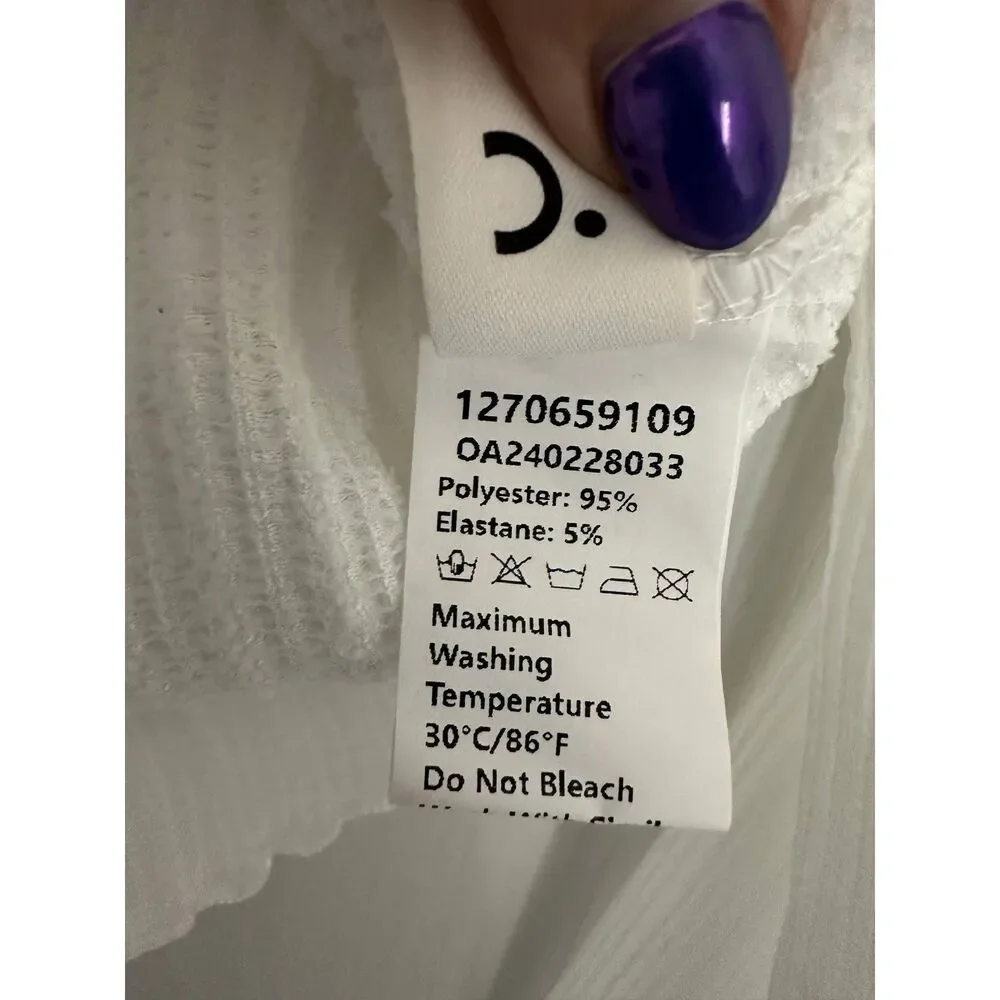 1270659109
OA240228033
Polyester: 95%
Elastane: 5%
Maximum
Washing
Temperature
30°C/86°F
Do Not Bleach